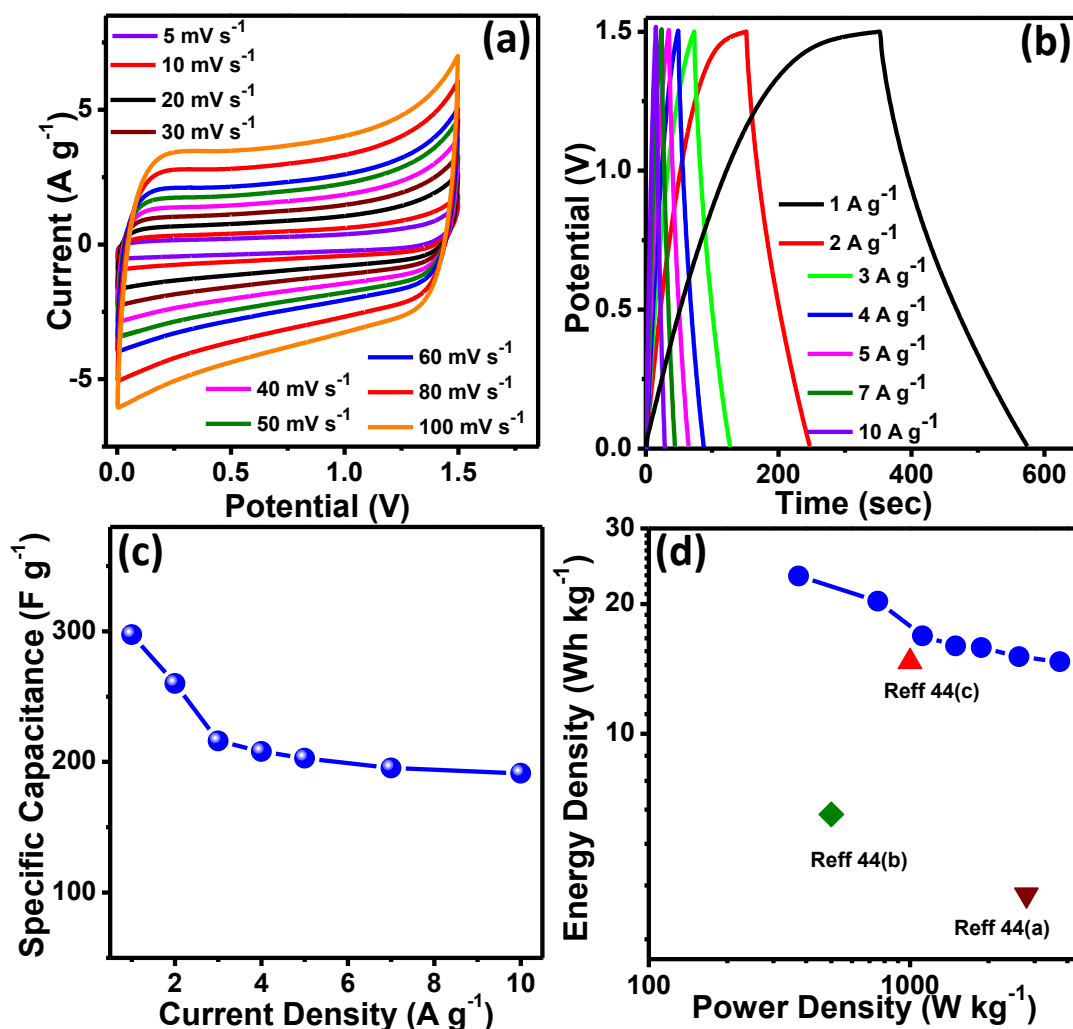 (a)
5 mV s⁻¹
10 mV s⁻¹
20 mV s⁻¹
30 mV s⁻¹
60 mV s⁻¹
40 mV s⁻¹
80 mV s⁻¹
50 mV s⁻¹
100 mV s⁻¹
5
0
-5
Current (A g⁻¹)
0.0 0.5 1.0 1.5
Potential (V)
(b)
1 A g⁻¹
2 A g⁻¹
3 A g⁻¹
4 A g⁻¹
5 A g⁻¹
7 A g⁻¹
10 A g⁻¹
1.5
1.0
0.5
0.0
Potential (V)
0 200 400 600
Time (sec)
(c)
300
200
100
Specific Capacitance (F g⁻¹)
2 4 6 8 10
Current Density (A g⁻¹)
(d)
30
20
10
Energy Density (Wh kg⁻¹)
Reff 44(c)
Reff 44(b)
Reff 44(a)
100 1000
Power Density (W kg⁻¹)